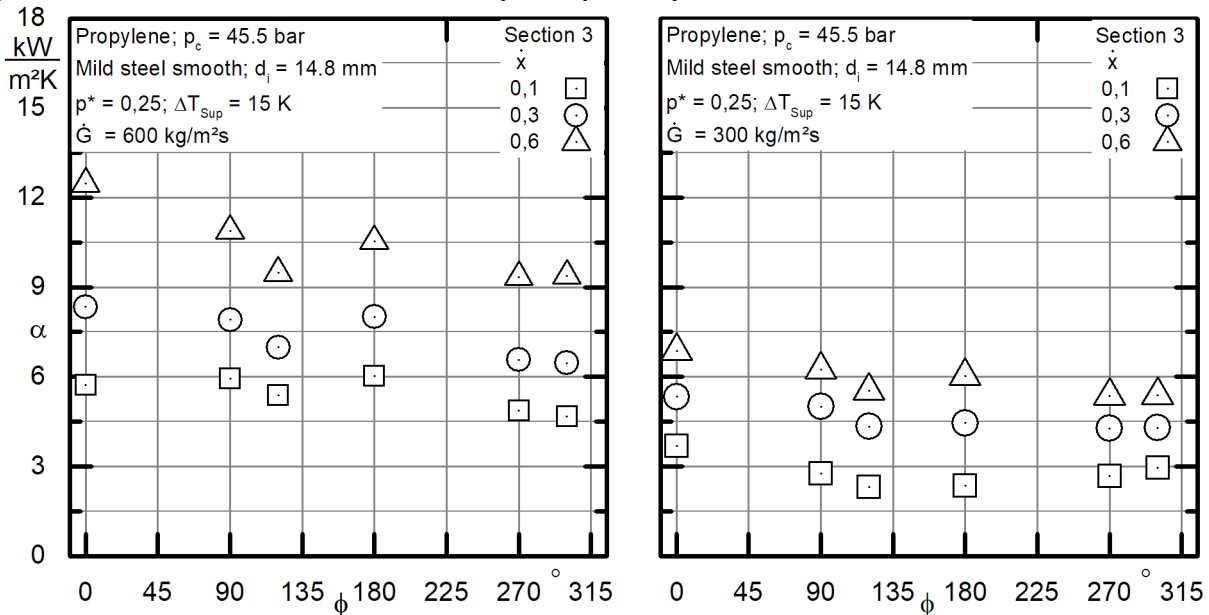 18
kW
m²K
15
12
9
α
6
3
0
Propylene; p_c = 45.5 bar
Mild steel smooth; d_i = 14.8 mm
p* = 0,25; ΔT_Sup = 15 K
Ġ = 600 kg/m²s
Section 3
ẋ
0,1
0,3
0,6
0 45 90 135 ϕ 180 225 270 ° 315
Propylene; p_c = 45.5 bar
Mild steel smooth; d_i = 14.8 mm
p* = 0,25; ΔT_Sup = 15 K
Ġ = 300 kg/m²s
Section 3
ẋ
0,1
0,3
0,6
0 45 90 135 ϕ 180 225 270 ° 315